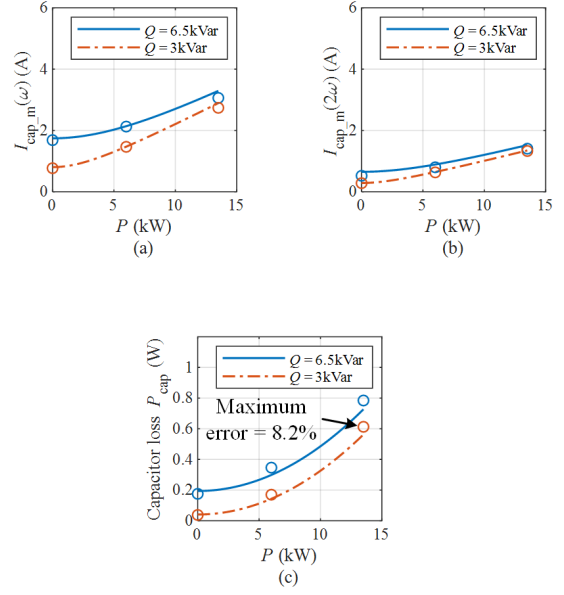 6
4
2
0
I_cap_m(ω) (A)
Q = 6.5kVar
Q = 3kVar
0 5 10 15
P (kW)
(a)
6
4
2
0
I_cap_m(2ω) (A)
Q = 6.5kVar
Q = 3kVar
0 5 10 15
P (kW)
(b)
1
0.8
0.6
0.4
0.2
0
Capacitor loss P_cap (W)
Q = 6.5kVar
Q = 3kVar
Maximum
error = 8.2%
0 5 10 15
P (kW)
(c)